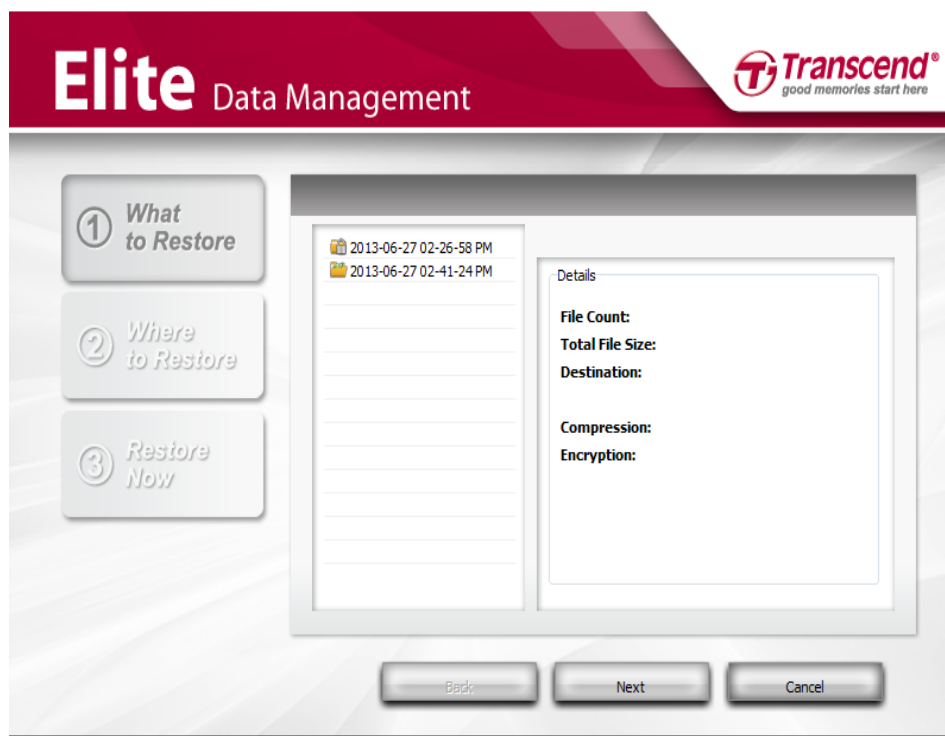 Elite Data Management
Transcend®
good memories start here
1 What
to Restore
2 Where
to Restore
3 Restore
Now
2013-06-27 02-26-58 PM
2013-06-27 02-41-24 PM
Details
File Count:
Total File Size:
Destination:
Compression:
Encryption:
Back
Next
Cancel